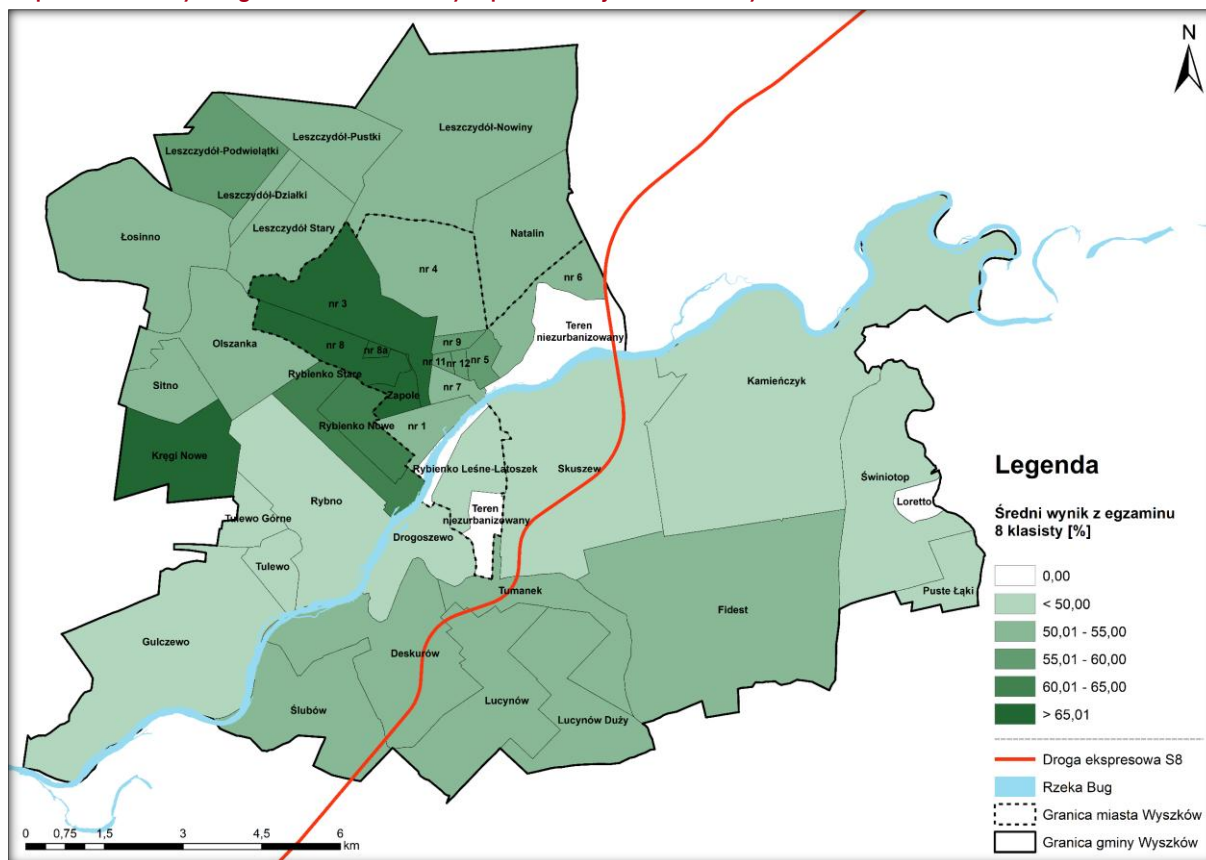 N
Leszczydół-Nowiny
Leszczydół-Pustki
Leszczydół-Podwielątki
Leszczydół-Działki
Leszczydół Stary
Łosinno
Natalin
nr 4
nr 6
nr 3
Teren
niezurbanizowany
nr 9
nr 8
nr 8a
nr 11
nr 12
nr 5
Olszanka
Rybienko Stare
Sitno
Zapole
nr 7
Kamieńczyk
Rybienko Nowe
nr 1
Kręgi Nowe
Rybienko Leśne-Latoszek
Skuszew
Świniotop
Loretto
Rybno
Teren
niezurbanizowany
Tulewo Górne
Drogoszewo
Tulewo
Tumanek
Puste Łąki
Fidest
Gulczewo
Deskurów
Ślubów
Lucynów
Lucynów Duży
Legenda
Średni wynik z egzaminu
8 klasisty [%]
0,00
< 50,00
50,01 - 55,00
55,01 - 60,00
60,01 - 65,00
> 65,01
Droga ekspresowa S8
Rzeka Bug
Granica miasta Wyszków
Granica gminy Wyszków
0 0,75 1,5 3 4,5 6
km